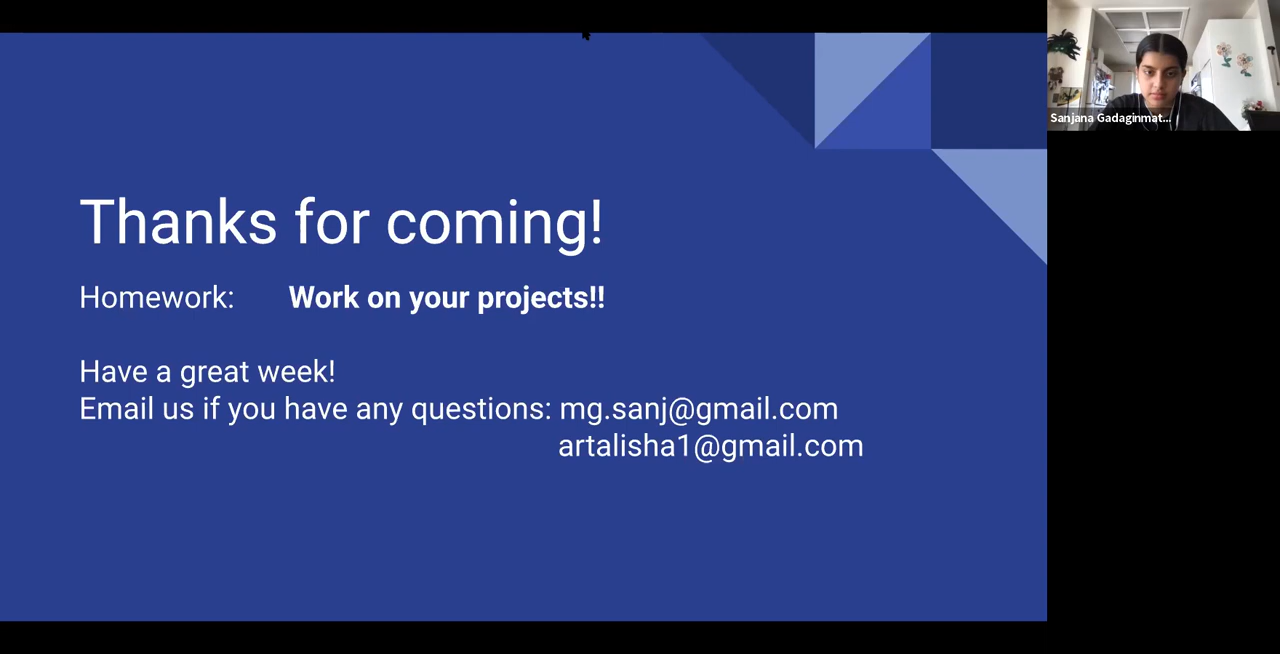 Thanks for coming!
Homework: Work on your projects!!
Have a great week!
Email us if you have any questions: mg.sanj@gmail.com
artalisha1@gmail.com
Sanjana Gadaginmat...